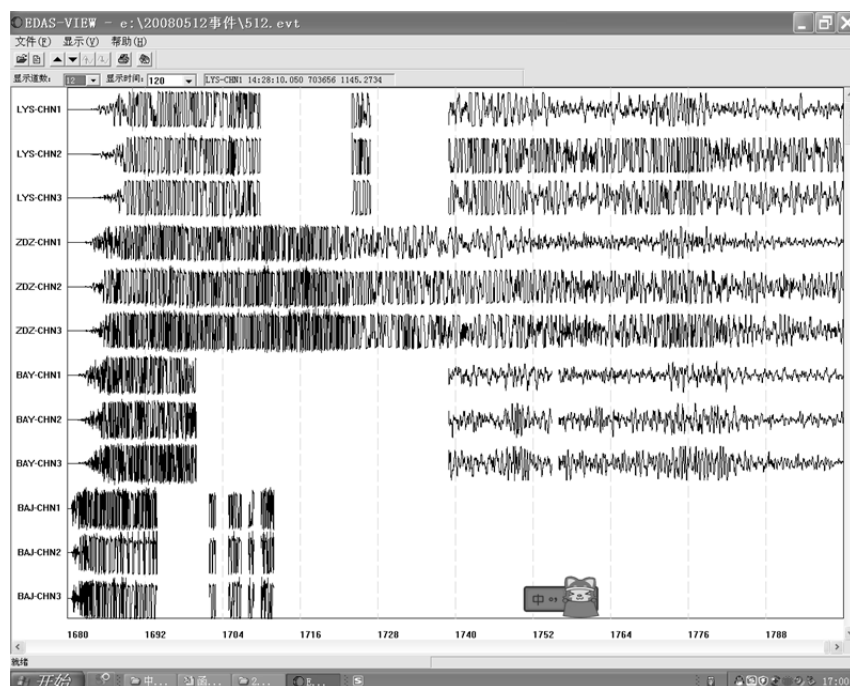 EDAS-VIEW - e:\20080512事件\512.evt
文件(F) 显示(V) 帮助(H)
显示道数: 12 显示时间: 120 LYS-CHN1 14:28:10.050 703656 1145.2734
LYS-CHN1
LYS-CHN2
LYS-CHN3
ZDZ-CHN1
ZDZ-CHN2
ZDZ-CHN3
BAY-CHN1
BAY-CHN2
BAY-CHN3
BAJ-CHN1
BAJ-CHN2
BAJ-CHN3
中
1680 1692 1704 1716 1728 1740 1752 1764 1776 1788
就绪
开始 中... 函... 2... E... S 17:00